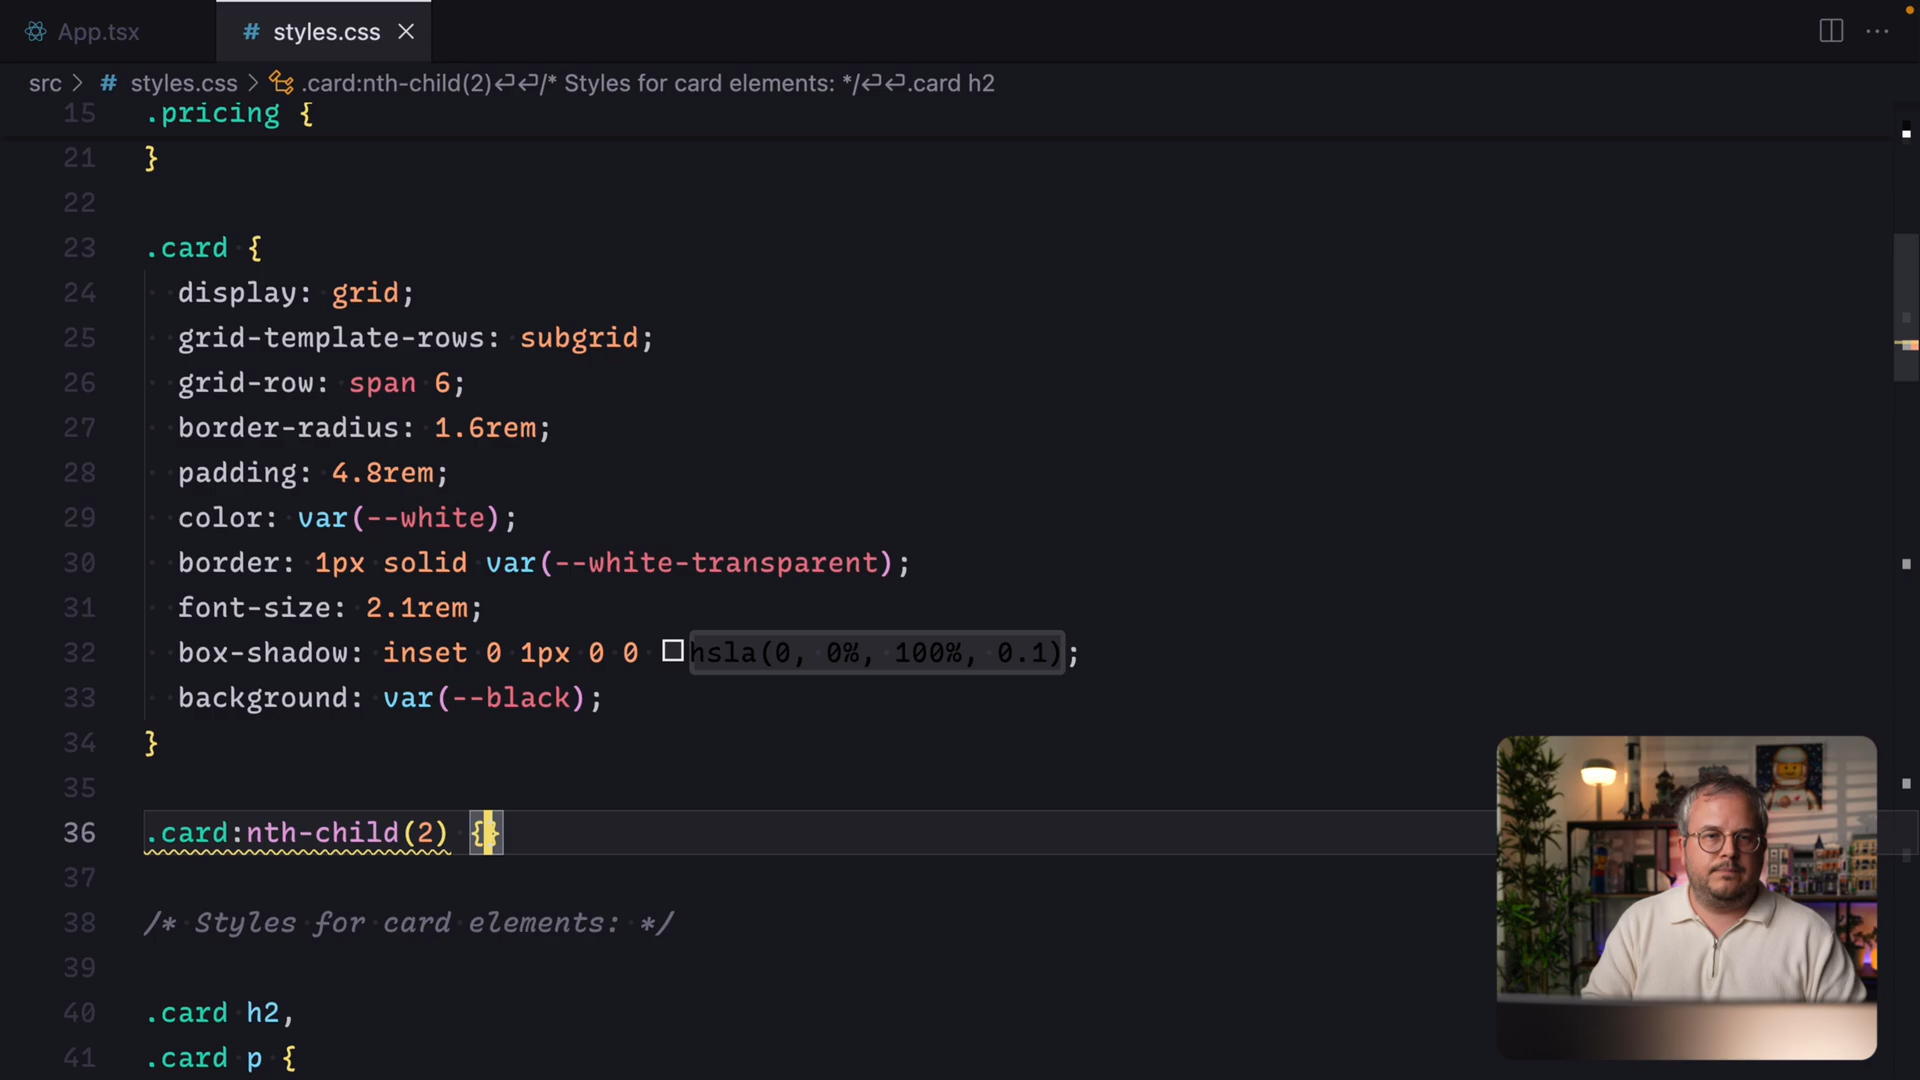 App.tsx
# styles.css
src > # styles.css > .card:nth-child(2)↵↵/* Styles for card elements: */↵↵.card h2
15 .pricing {
21 }
22
23 .card {
24 display: grid;
25 grid-template-rows: subgrid;
26 grid-row: span 6;
27 border-radius: 1.6rem;
28 padding: 4.8rem;
29 color: var(--white);
30 border: 1px solid var(--white-transparent);
31 font-size: 2.1rem;
32 box-shadow: inset 0 1px 0 0 hsla(0, 0%, 100%, 0.1);
33 background: var(--black);
34 }
35
36 .card:nth-child(2) {}
37
38 /* Styles for card elements: */
39
40 .card h2,
41 .card p {